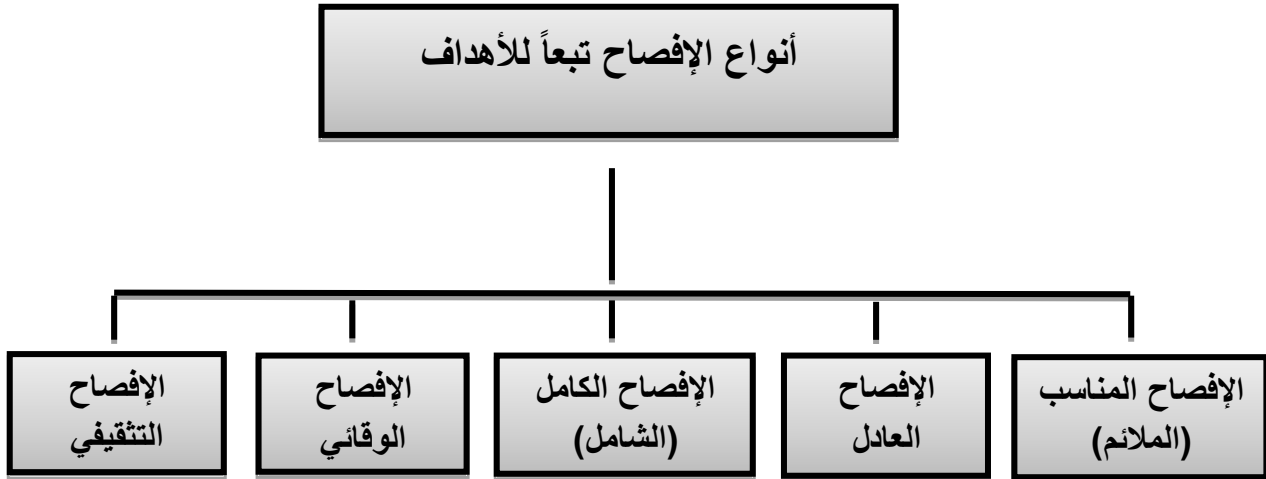 أنواع الإفصاح تبعاً للأهداف
الإفصاح المناسب
(الملائم)
الإفصاح
العادل
الإفصاح الكامل
(الشامل)
الإفصاح
الوقائي
الإفصاح
التثقيفي